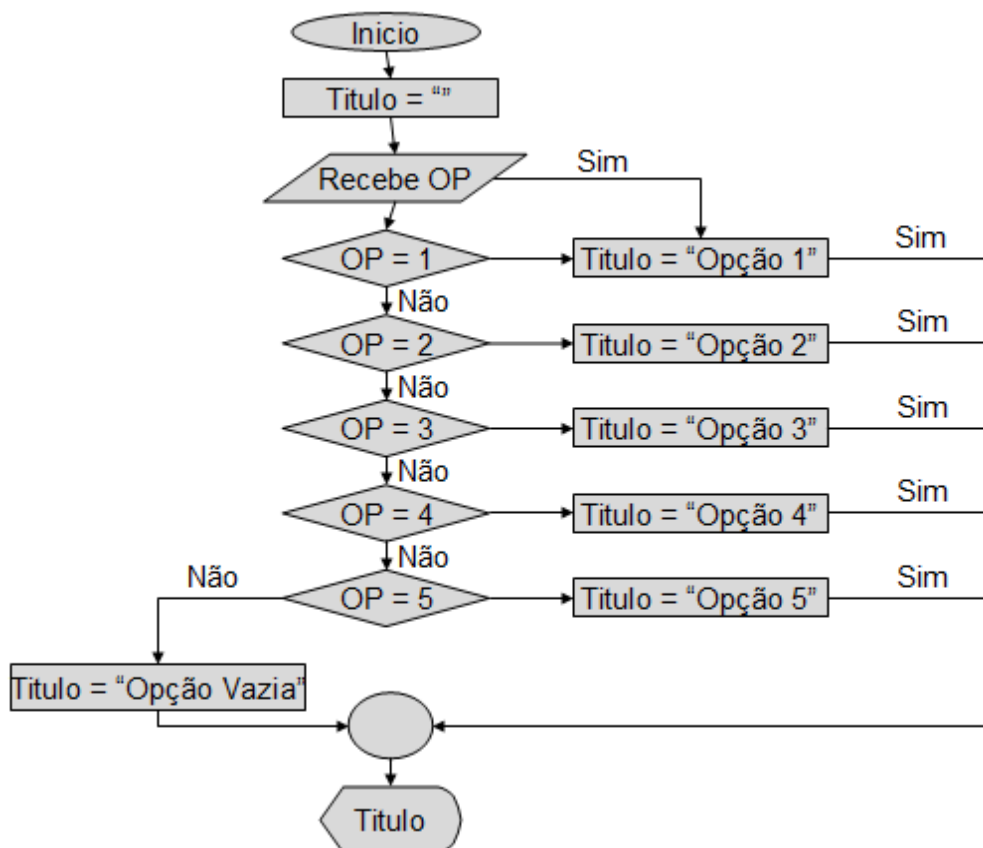 Inicio
Titulo = “”
Recebe OP
Sim
OP = 1
Titulo = “Opção 1”
Sim
Não
OP = 2
Titulo = “Opção 2”
Sim
Não
OP = 3
Titulo = “Opção 3”
Sim
Não
OP = 4
Titulo = “Opção 4”
Sim
Não
Não
OP = 5
Titulo = “Opção 5”
Sim
Titulo = “Opção Vazia”
Titulo